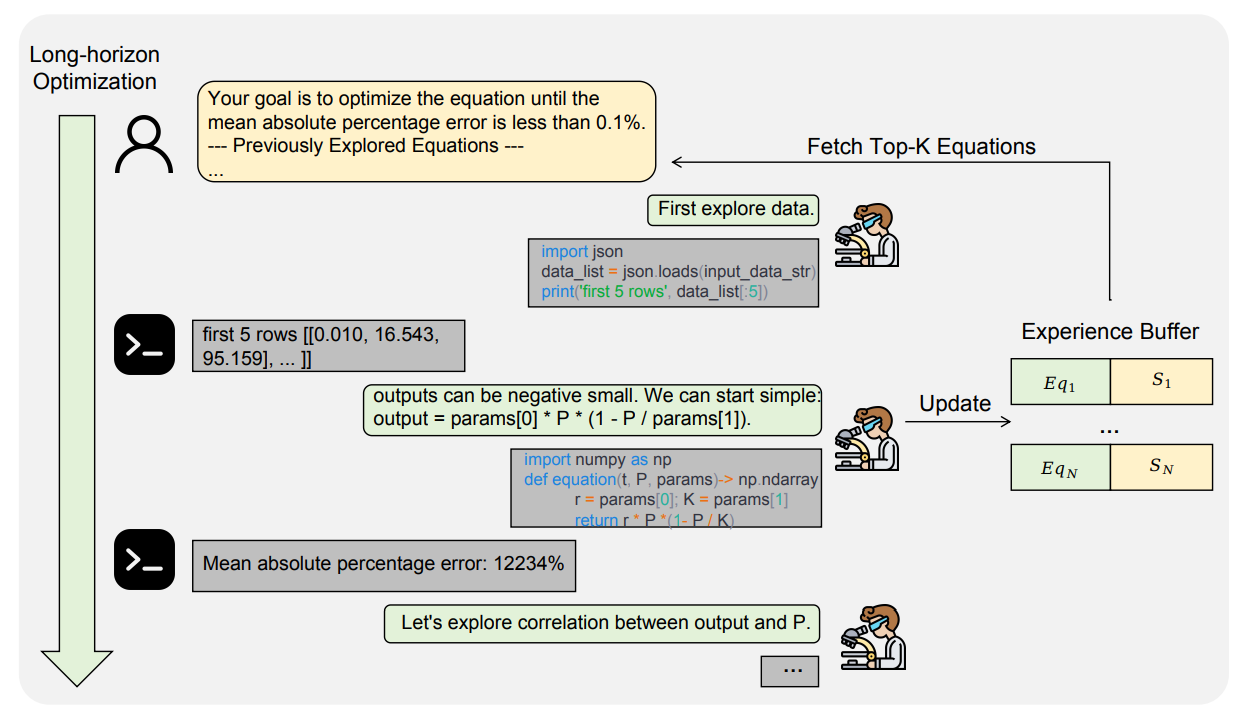 Long-horizon
Optimization
Your goal is to optimize the equation until the
mean absolute percentage error is less than 0.1%.
--- Previously Explored Equations ---
...
Fetch Top-K Equations
First explore data.
import json
data_list = json.loads(input_data_str)
print('first 5 rows', data_list[:5])
>_
first 5 rows [[0.010, 16.543,
95.159], ... ]]
Experience Buffer
Eq₁ S₁
...
Eq_N S_N
outputs can be negative small. We can start simple:
output = params[0] * P * (1 - P / params[1]).
Update
import numpy as np
def equation(t, P, params)-> np.ndarray
r = params[0]; K = params[1]
return r * P *(1- P / K)
>_
Mean absolute percentage error: 12234%
Let's explore correlation between output and P.
...